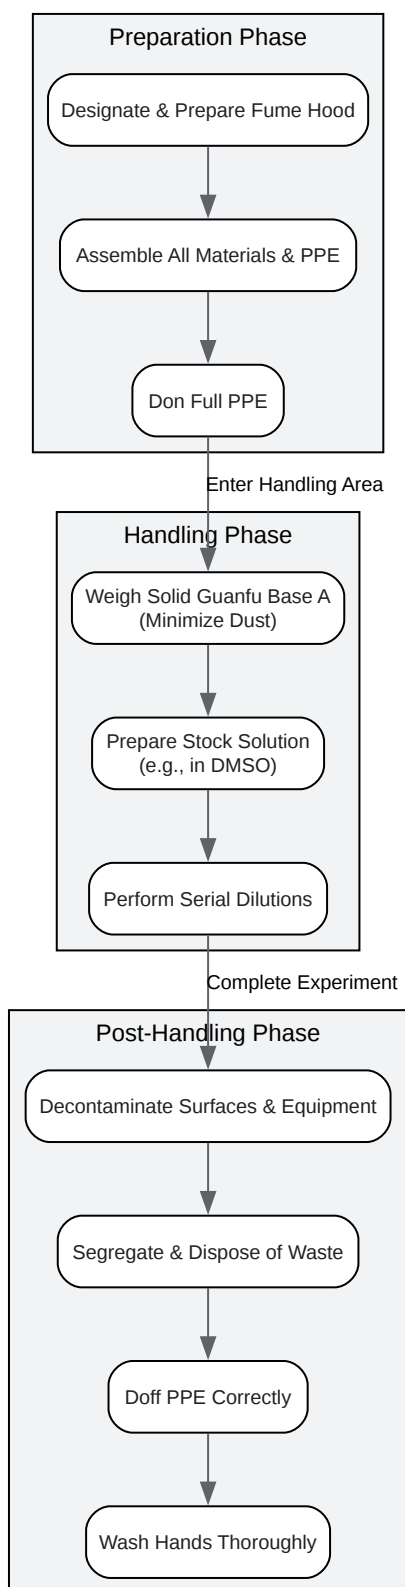 Preparation Phase
Designate & Prepare Fume Hood
Assemble All Materials & PPE
Don Full PPE
Enter Handling Area
Handling Phase
Weigh Solid Guanfu Base A
(Minimize Dust)
Prepare Stock Solution
(e.g., in DMSO)
Perform Serial Dilutions
Complete Experiment
Post-Handling Phase
Decontaminate Surfaces & Equipment
Segregate & Dispose of Waste
Doff PPE Correctly
Wash Hands Thoroughly